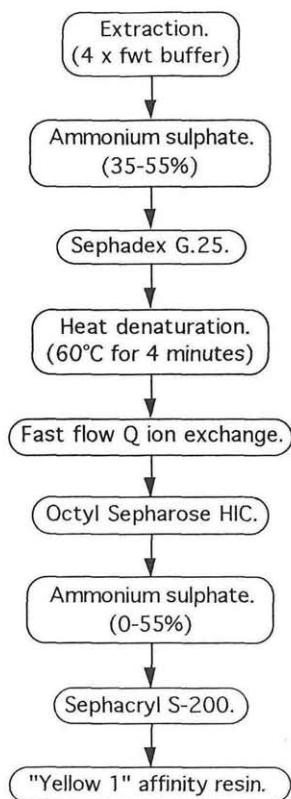 Extraction.
(4 x fwt buffer)
Ammonium sulphate.
(35-55%)
Sephadex G.25.
Heat denaturation.
(60°C for 4 minutes)
Fast flow Q ion exchange.
Octyl Sepharose HIC.
Ammonium sulphate.
(0-55%)
Sephacryl S-200.
"Yellow 1" affinity resin.